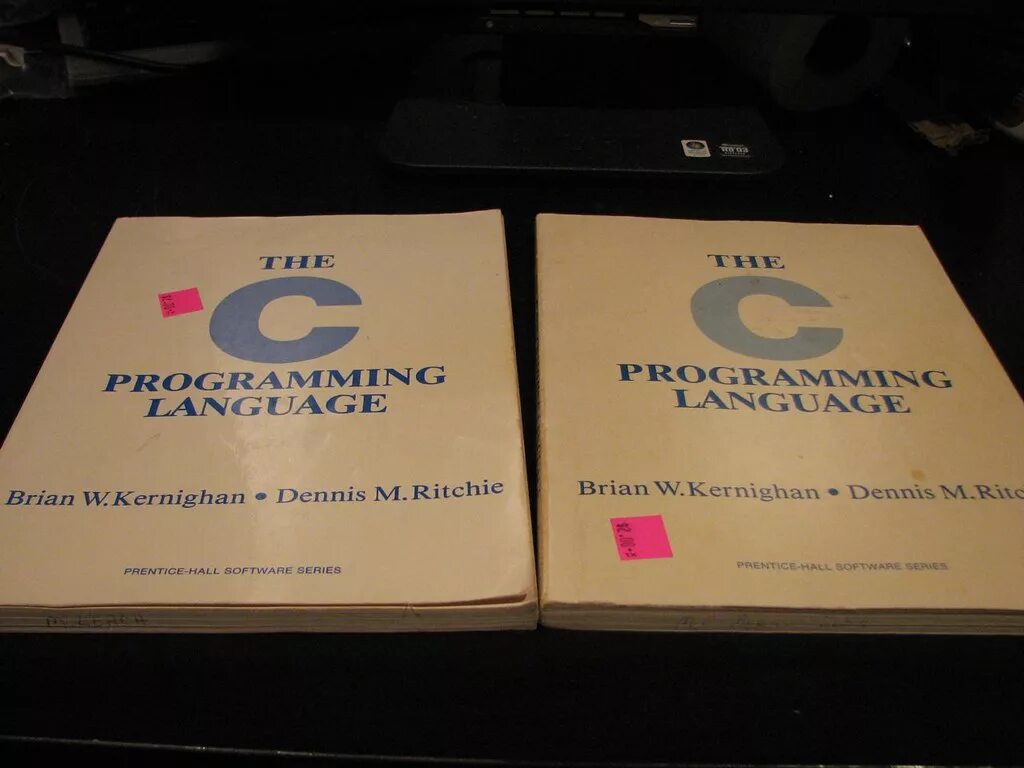 THE
C
PROGRAMMING
LANGUAGE
Brian W. Kernighan • Dennis M. Ritchie
PRENTICE-HALL SOFTWARE SERIES
THE
C
PROGRAMMING
LANGUAGE
Brian W. Kernighan • Dennis M. Ritc
PRENTICE-HALL SOFTWARE SERIES